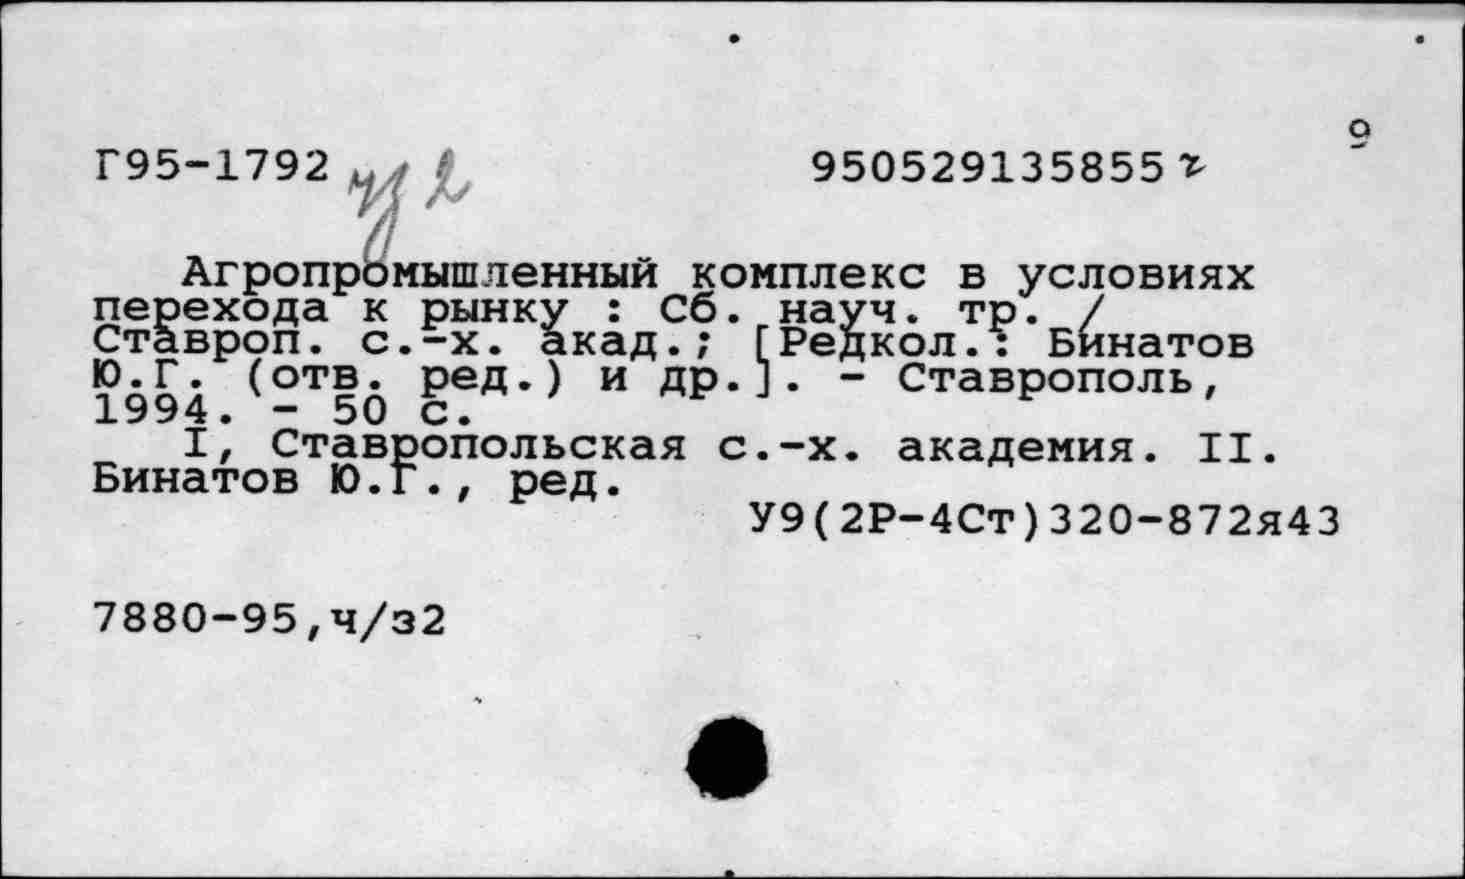 Г95-1792 950529135855
Агропромышленный комплекс в условиях
перехода к рынку : Сб. науч. тр. /
Ставроп. с.-х. акад.; [Редкол.: Бинатов
Ю.Г. (отв. ред.) и др.]. - Ставрополь,
1994. - 50 с.
I, Ставропольская с.-х. академия. II.
Бинатов Ю.Г., ред.
У9(2Р-4Ст)320-872я43
7880-95,ч/з2